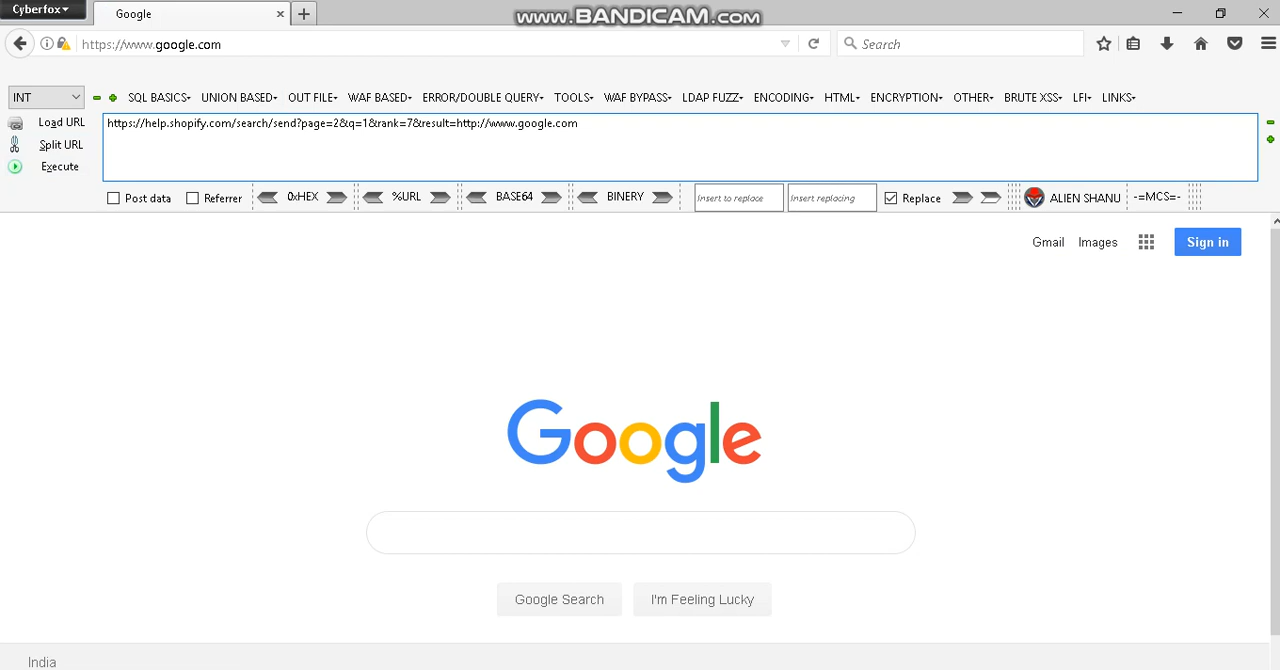 Cyberfox
Google
www.BANDICAM.com
https://www.google.com
Search
INT
SQL BASICS
UNION BASED
OUT FILE
WAF BASED
ERROR/DOUBLE QUERY
TOOLS
WAF BYPASS
LDAP FUZZ
ENCODING
HTML
ENCRYPTION
OTHER
BRUTE XSS
LFI
LINKS
Load URL
https://help.shopify.com/search/send?page=2&q=1&rank=7&result=http://www.google.com
Split URL
Execute
Post data
Referrer
0xHEX
%URL
BASE64
BINERY
Insert to replace
Insert replacing
Replace
ALIEN SHANU
-=MCS=-
Gmail
Images
Sign in
Google
Google Search
I'm Feeling Lucky
India